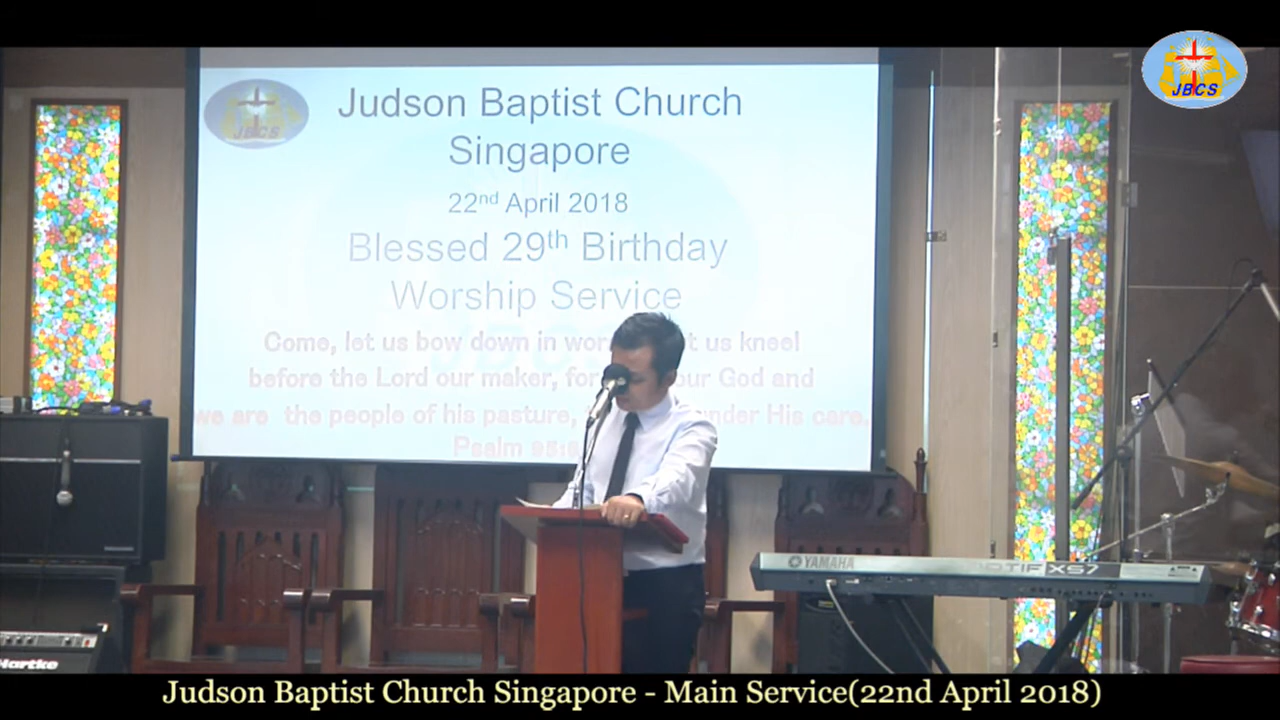 JBCS
JBCS
Judson Baptist Church
Singapore
22nd April 2018
Blessed 29th Birthday
Worship Service
Come, let us bow down in us kneel
before the Lord our maker, for our God and
we are the people of his pasture, under His care,
Psalm
YAMAHA
XS7
Hartke
Judson Baptist Church Singapore - Main Service(22nd April 2018)